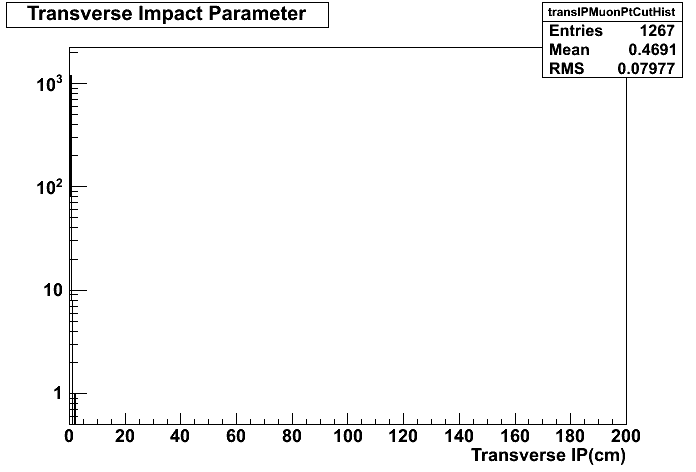 Transverse Impact Parameter
transIPMuonPtCutHist
Entries 1267
Mean 0.4691
RMS 0.07977
10³
10²
10
1
0 20 40 60 80 100 120 140 160 180 200
Transverse IP(cm)